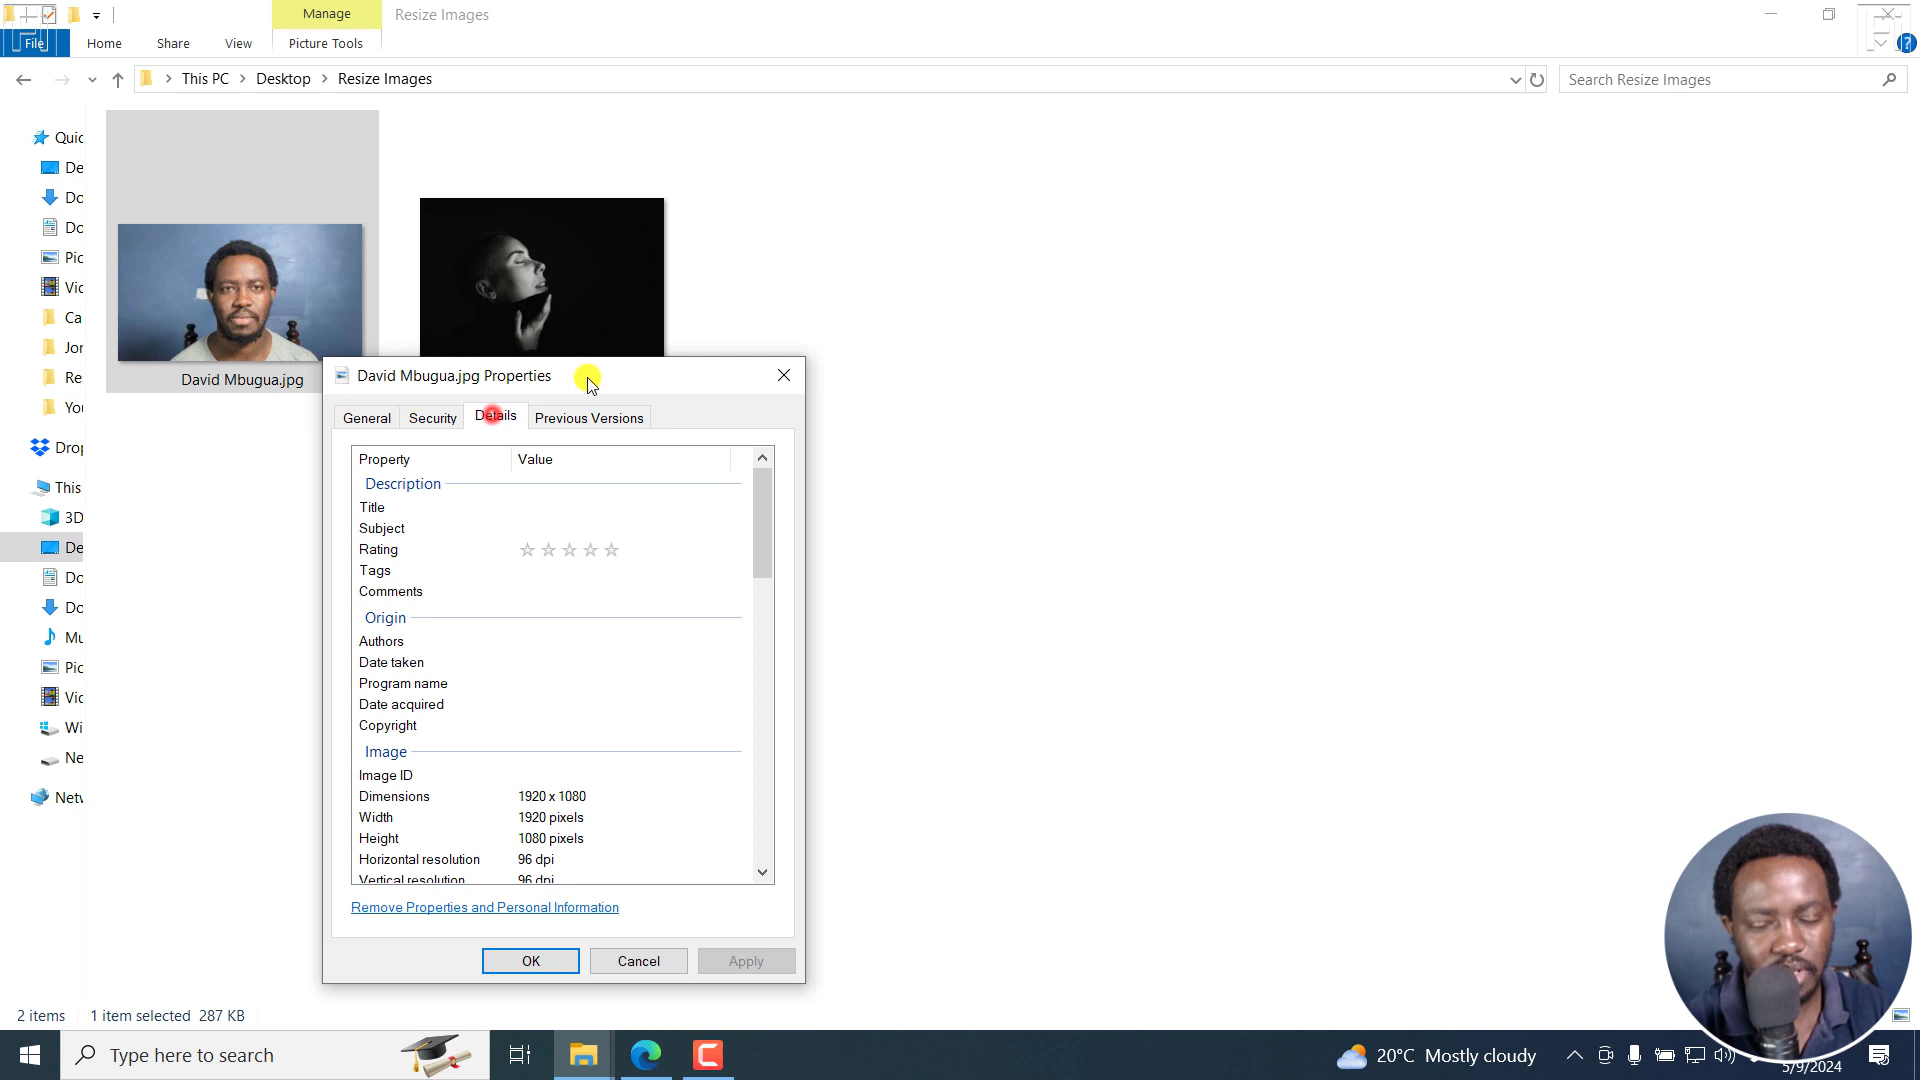 Manage
Resize Images
File
Home
Share
View
Picture Tools
This PC
Desktop
Resize Images
Search Resize Images
Quic
De
Do
Do
Pic
Vic
Ca
Jor
Re
You
Drop
This
3D
De
Do
Do
Mu
Pic
Vic
Wi
Ne
Netv
David Mbugua.jpg
David Mbugua.jpg Properties
General
Security
Details
Previous Versions
Property
Value
Description
Title
Subject
Rating
Tags
Comments
Origin
Authors
Date taken
Program name
Date acquired
Copyright
Image
Image ID
Dimensions 1920 x 1080
Width 1920 pixels
Height 1080 pixels
Horizontal resolution 96 dpi
Vertical resolution 96 dpi
Remove Properties and Personal Information
OK
Cancel
Apply
2 items
1 item selected 287 KB
Type here to search
20°C Mostly cloudy
5/9/2024